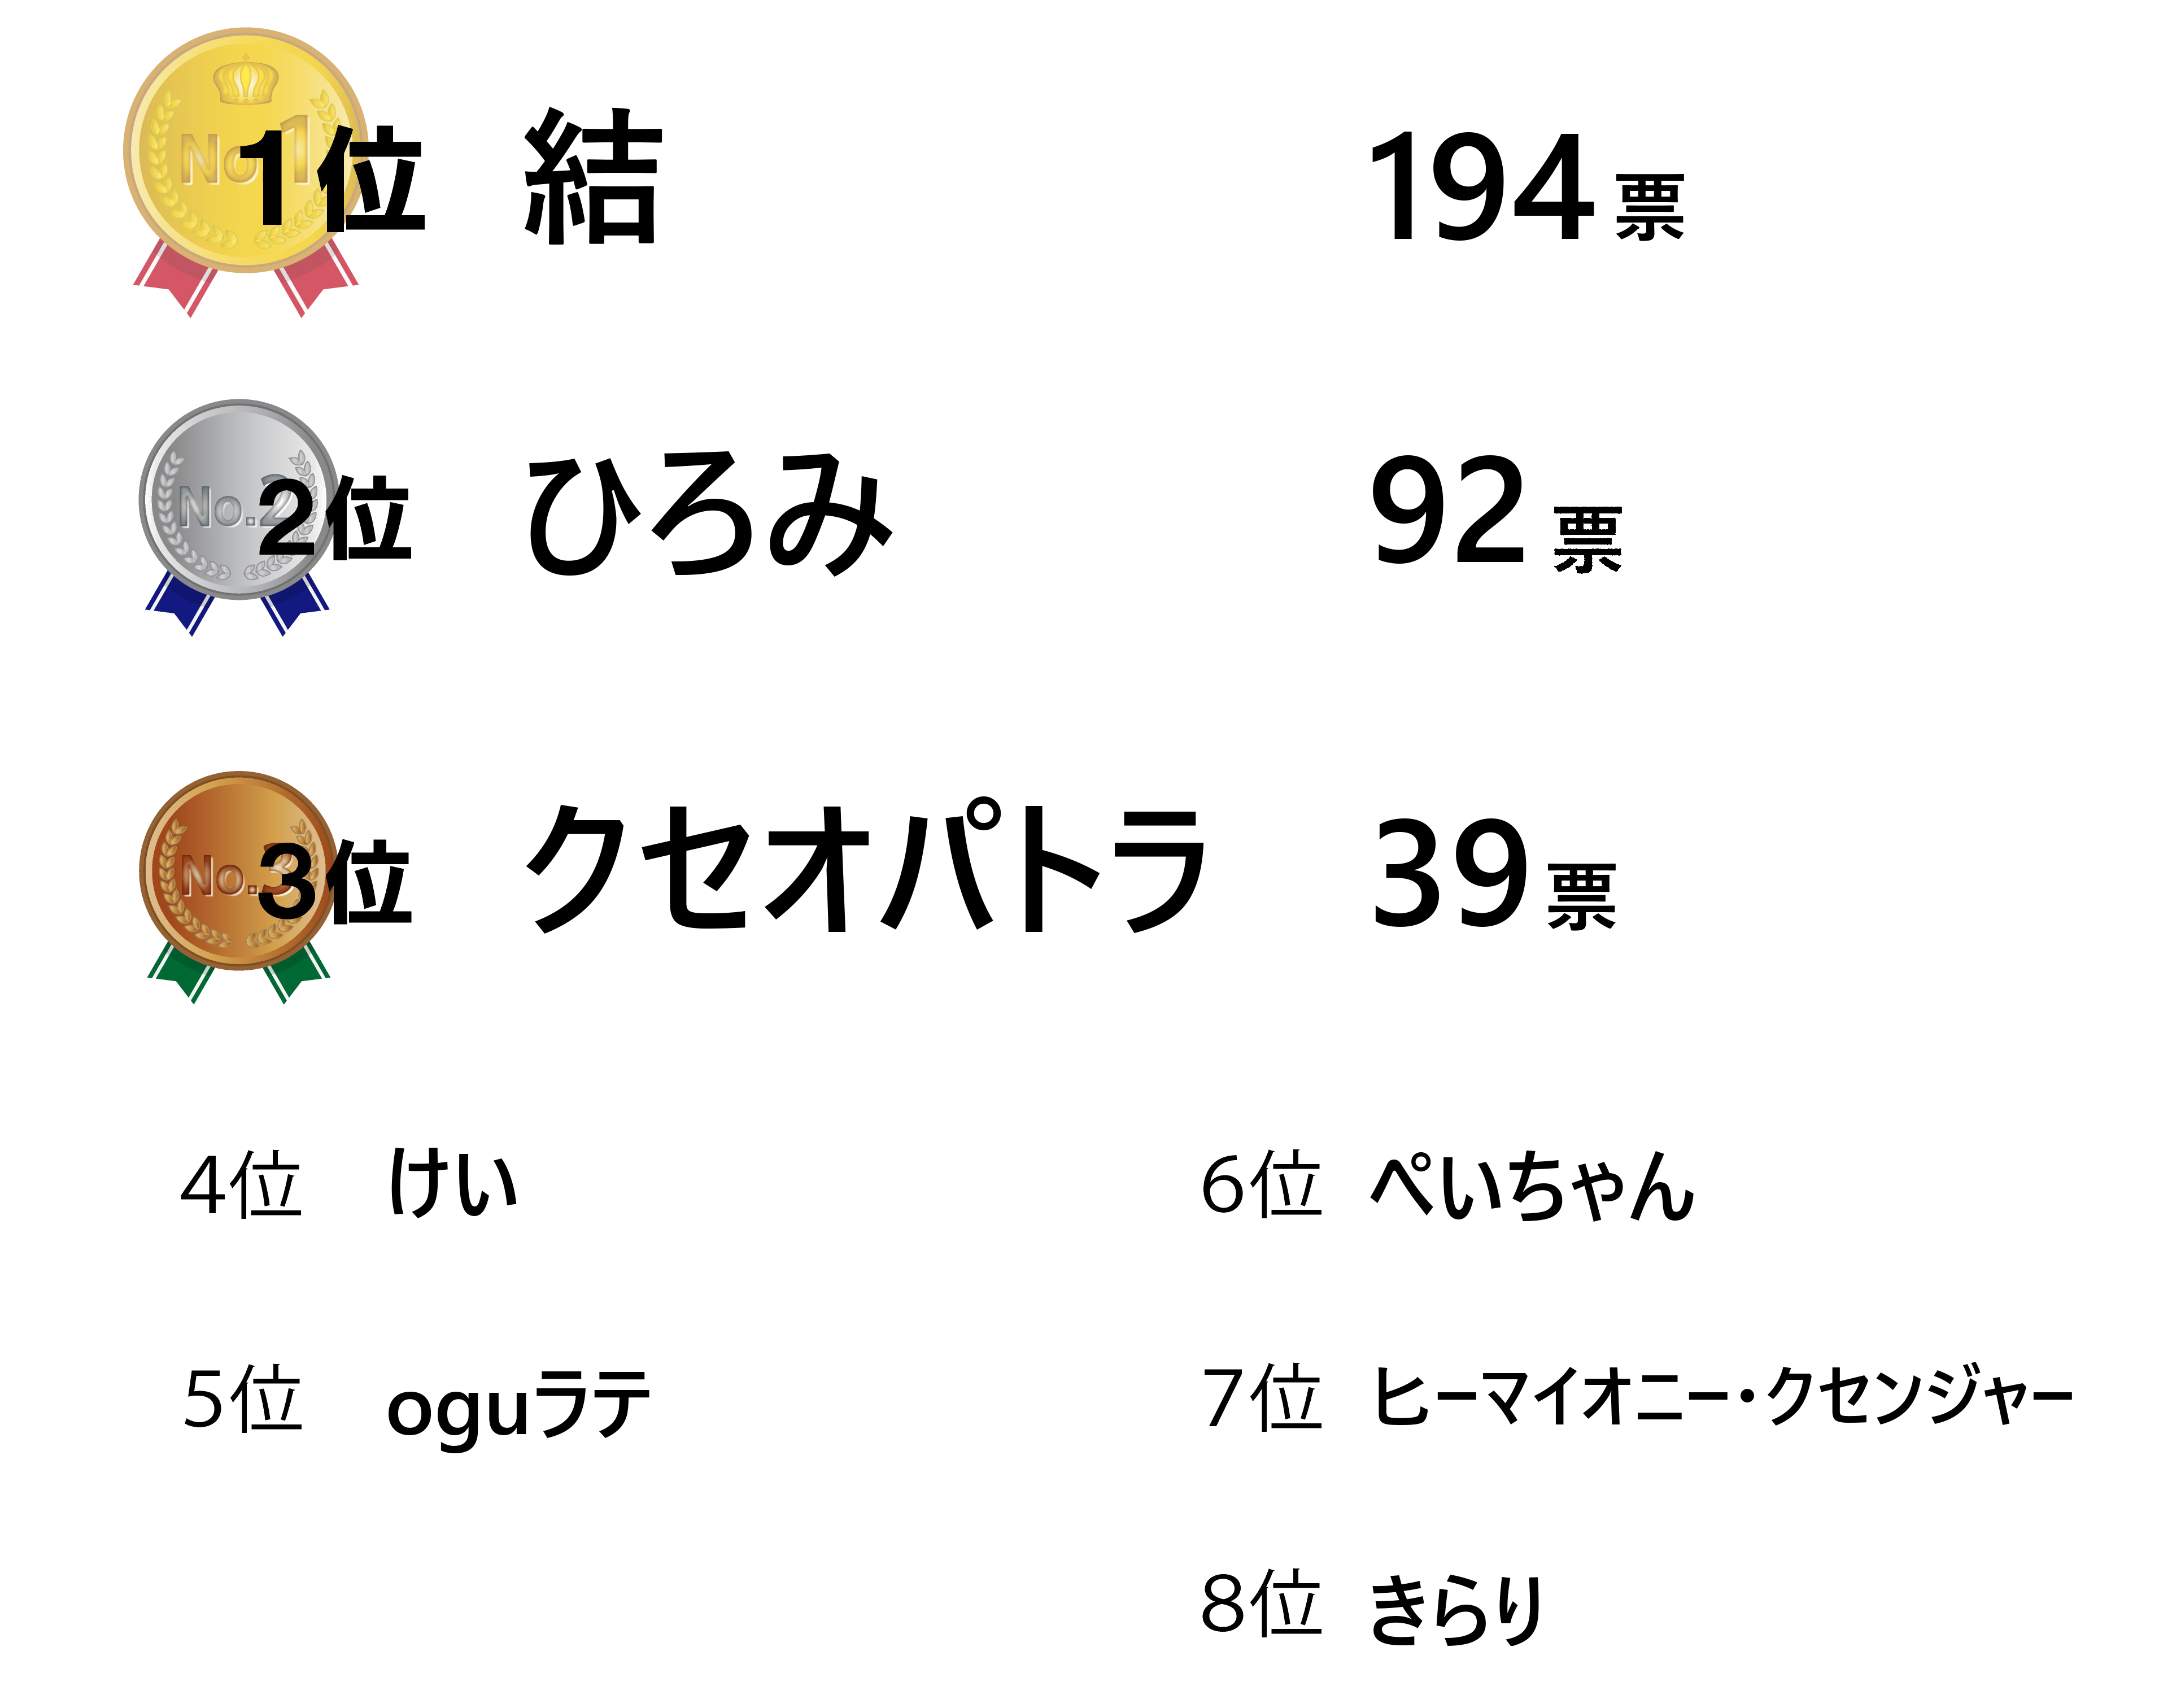 No.1
1位 結 194票
No.2
2位 ひろみ 92票
No.3
3位 クセオパトラ 39票
4位 けい
5位 oguラテ
6位 ぺいちゃん
7位 ヒーマイオニー・クセンジャー
8位 きらり